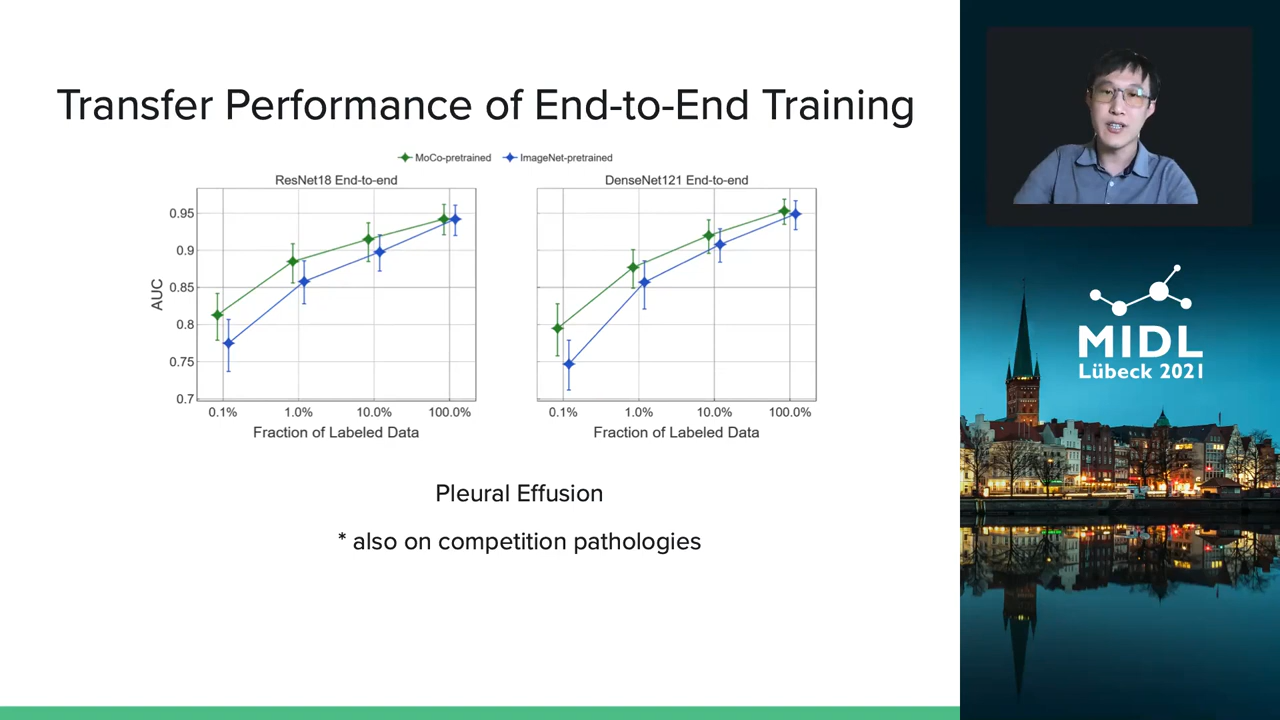 Transfer Performance of End-to-End Training
MoCo-pretrained ImageNet-pretrained
ResNet18 End-to-end
DenseNet121 End-to-end
AUC
0.95
0.9
0.85
0.8
0.75
0.7
0.1% 1.0% 10.0% 100.0%
0.1% 1.0% 10.0% 100.0%
Fraction of Labeled Data
Fraction of Labeled Data
Pleural Effusion
* also on competition pathologies
MIDL
Lübeck 2021